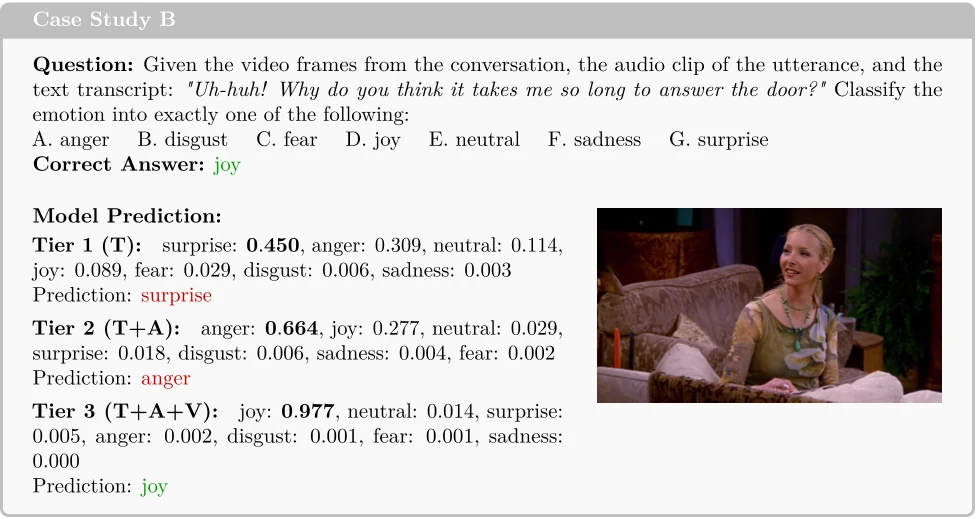 Case Study B
Question: Given the video frames from the conversation, the audio clip of the utterance, and the
text transcript: "Uh-huh! Why do you think it takes me so long to answer the door?" Classify the
emotion into exactly one of the following:
A. anger B. disgust C. fear D. joy E. neutral F. sadness G. surprise
Correct Answer: joy
Model Prediction:
Tier 1 (T): surprise: 0.450, anger: 0.309, neutral: 0.114,
joy: 0.089, fear: 0.029, disgust: 0.006, sadness: 0.003
Prediction: surprise
Tier 2 (T+A): anger: 0.664, joy: 0.277, neutral: 0.029,
surprise: 0.018, disgust: 0.006, sadness: 0.004, fear: 0.002
Prediction: anger
Tier 3 (T+A+V): joy: 0.977, neutral: 0.014, surprise:
0.005, anger: 0.002, disgust: 0.001, fear: 0.001, sadness:
0.000
Prediction: joy